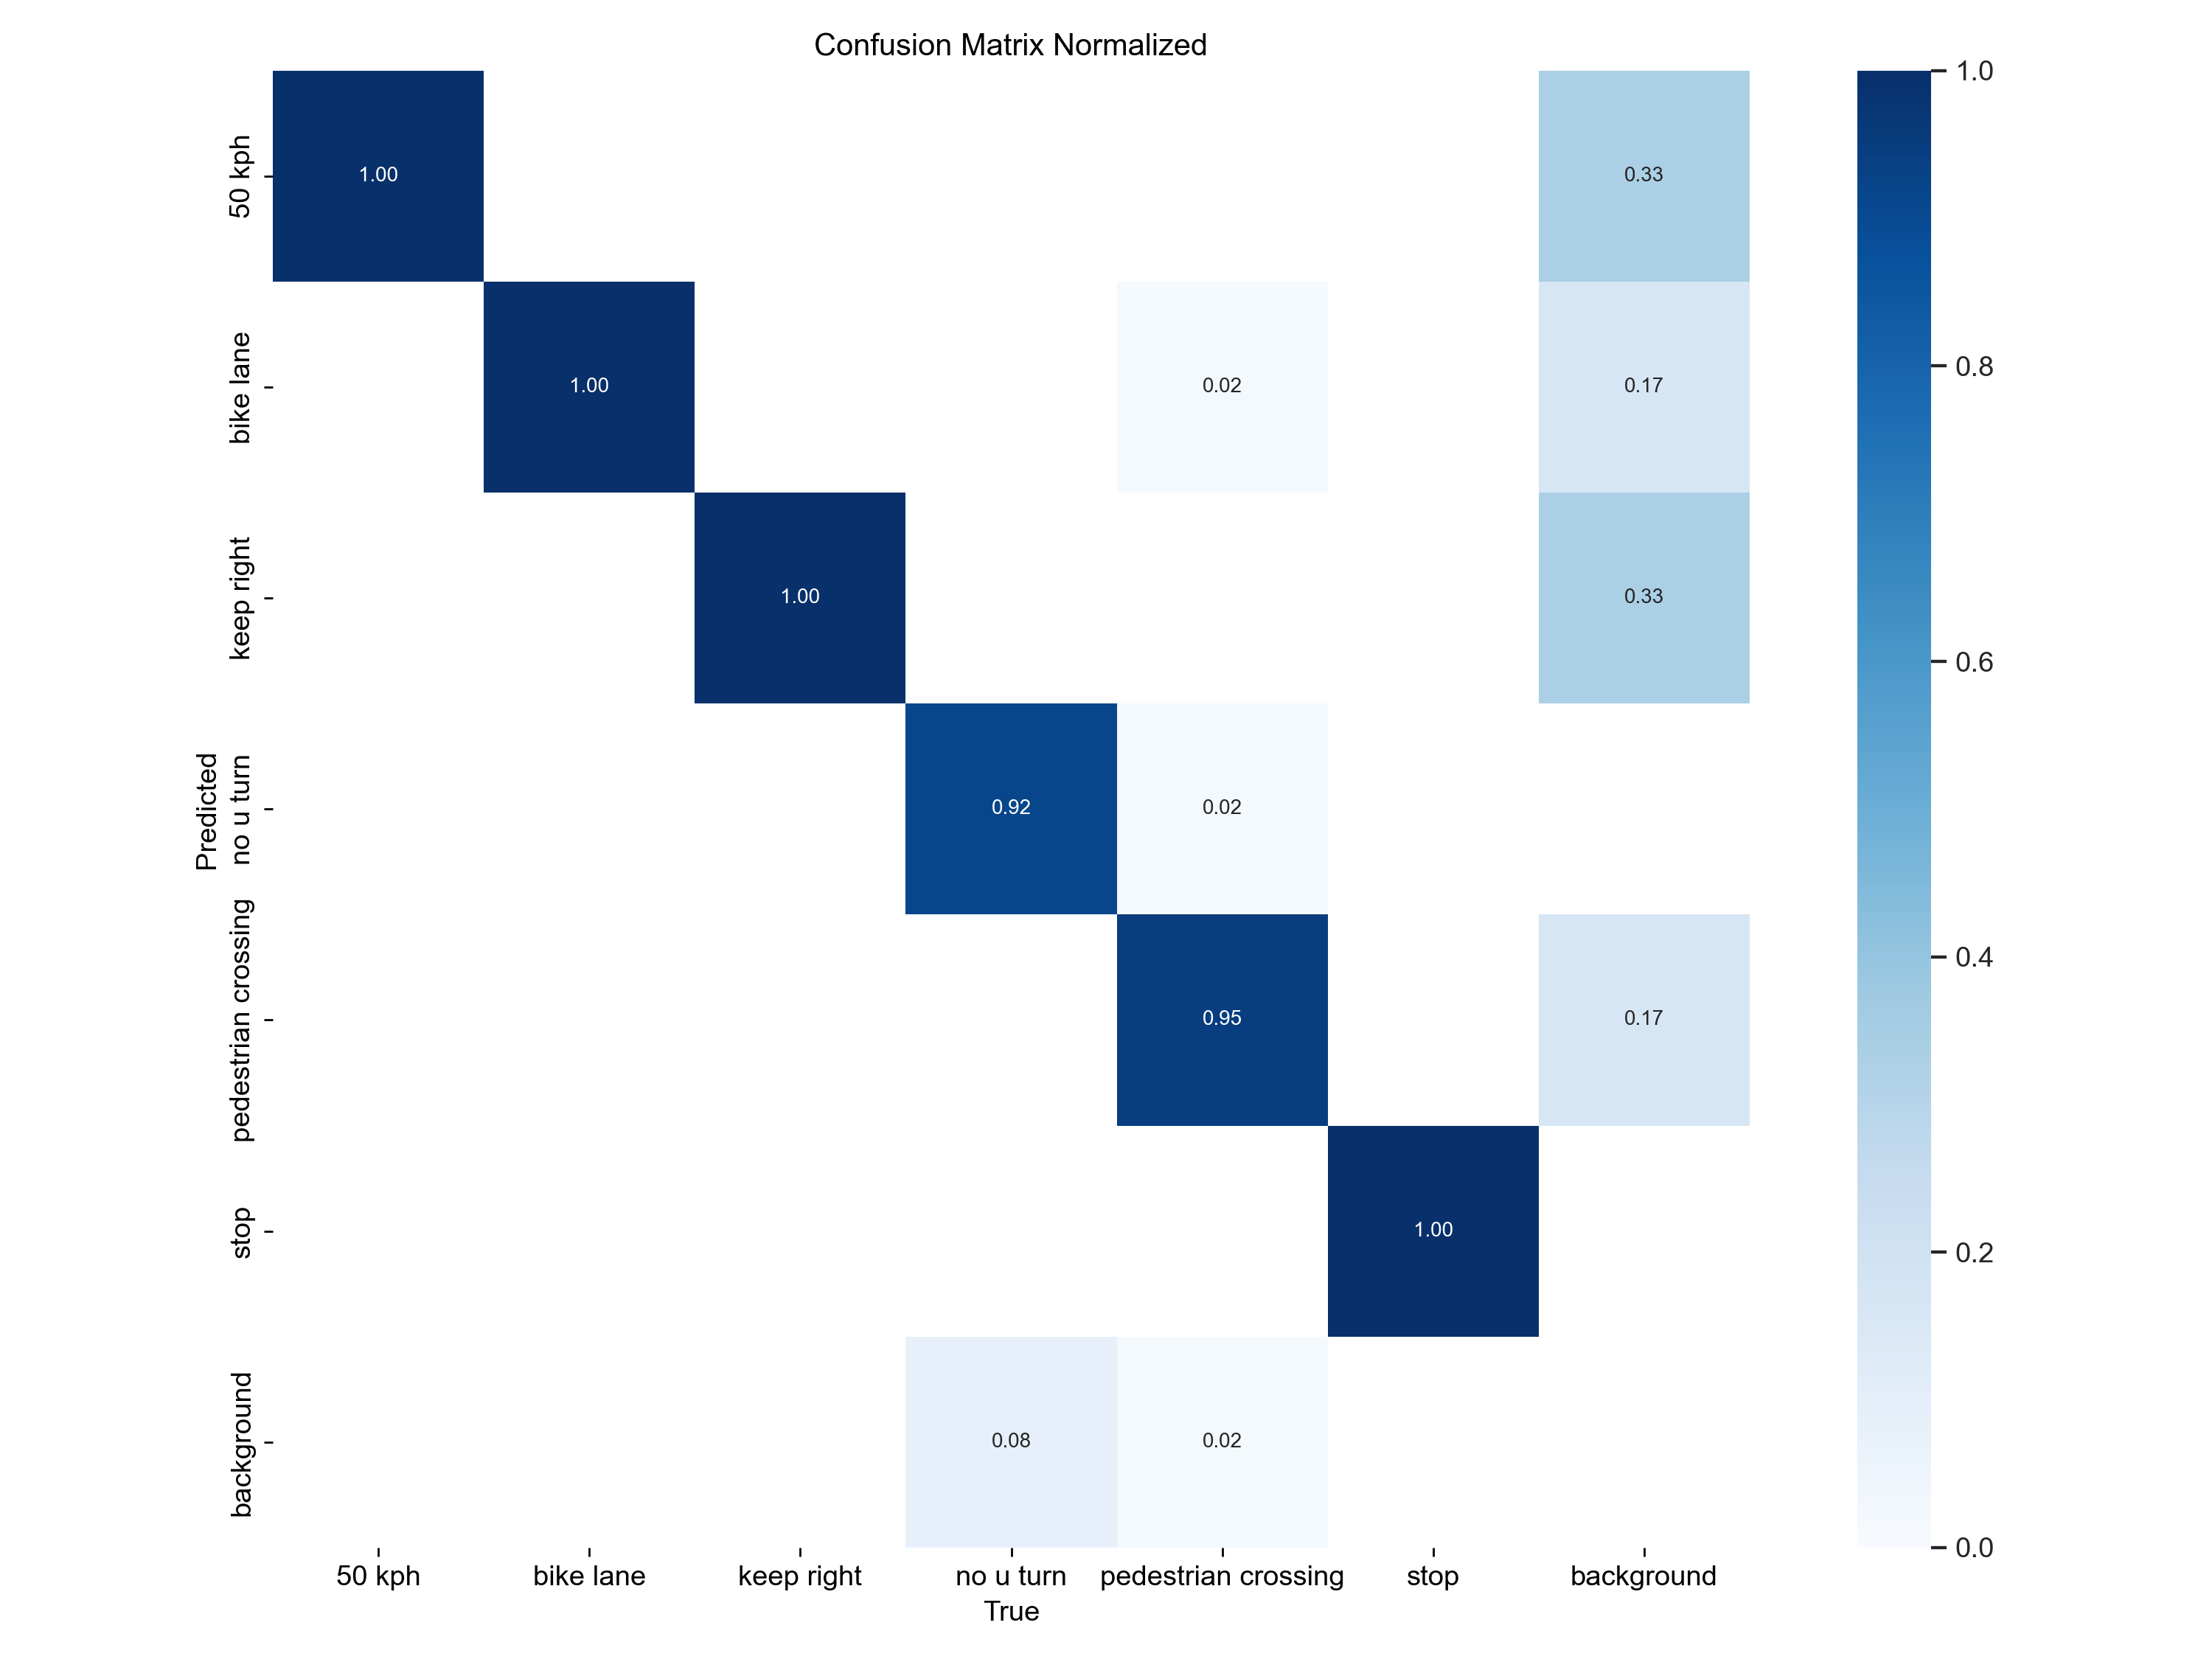 Confusion Matrix Normalized
1.0
50 kph
1.00
0.33
bike lane
1.00
0.02
0.17
0.8
keep right
1.00
0.33
0.6
Predicted
no u turn
0.92
0.02
pedestrian crossing
0.95
0.17
0.4
stop
1.00
0.2
background
0.08
0.02
0.0
50 kph
bike lane
keep right
no u turn
pedestrian crossing
stop
background
True